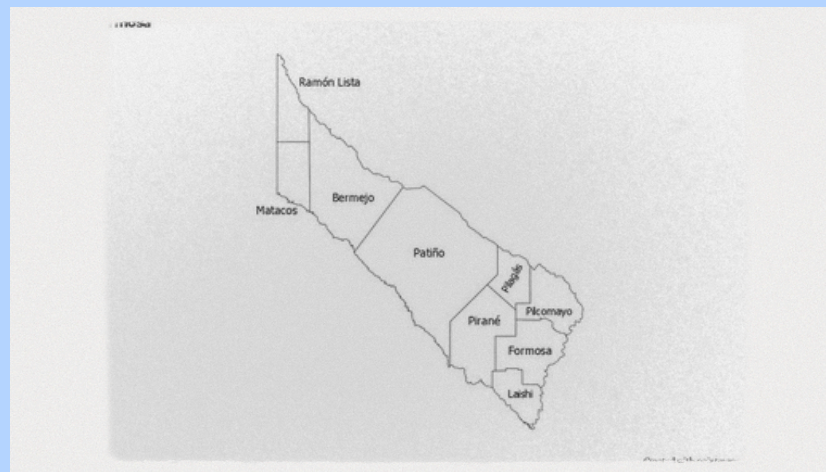 Ramón Lista
Bermejo
Matacos
Patiño
Pilagás
Pilcomayo
Pirané
Formosa
Laishi